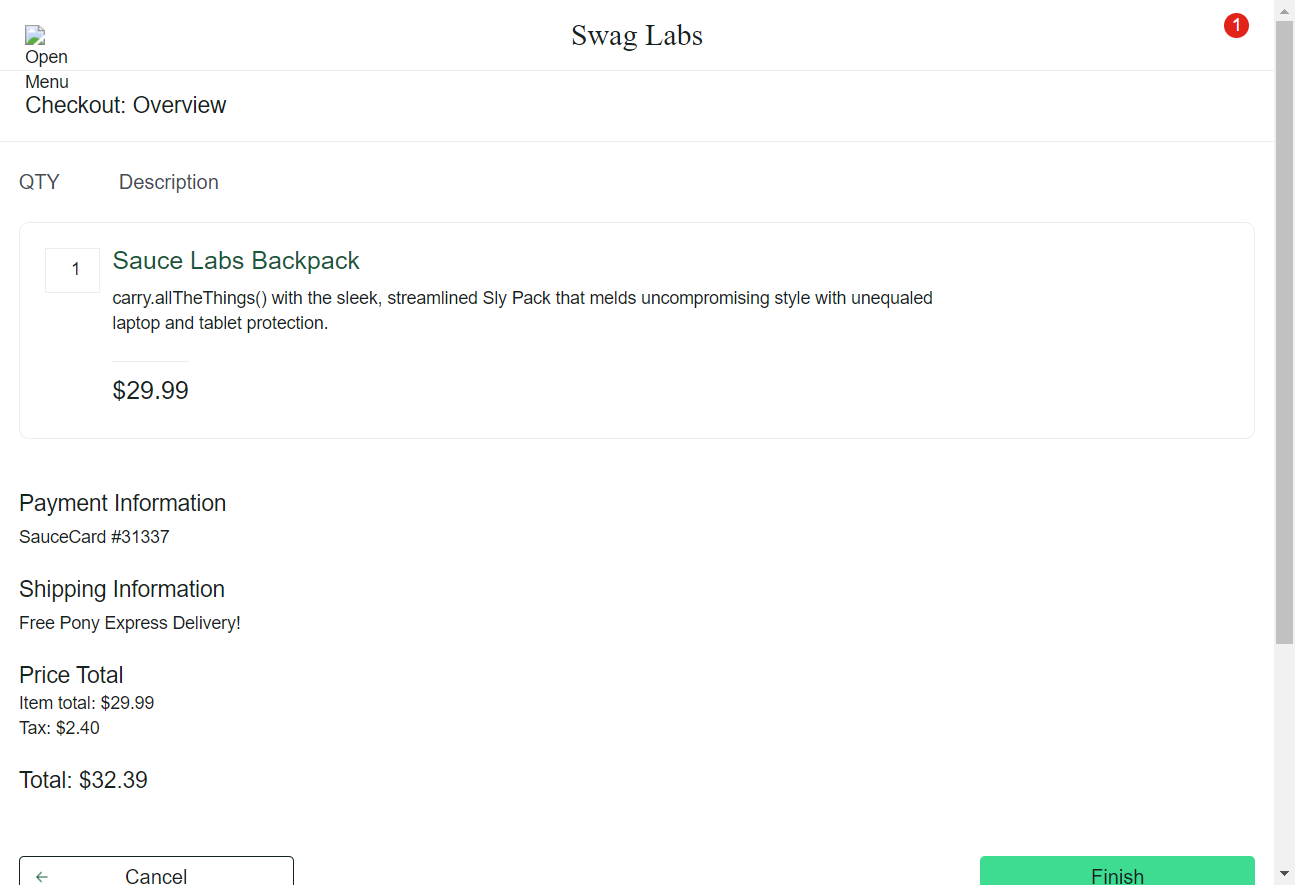 Swag Labs
1
Open
Menu
Checkout: Overview
QTY Description
1
Sauce Labs Backpack
carry.allTheThings() with the sleek, streamlined Sly Pack that melds uncompromising style with unequaled
laptop and tablet protection.
$29.99
Payment Information
SauceCard #31337
Shipping Information
Free Pony Express Delivery!
Price Total
Item total: $29.99
Tax: $2.40
Total: $32.39
Cancel
Finish